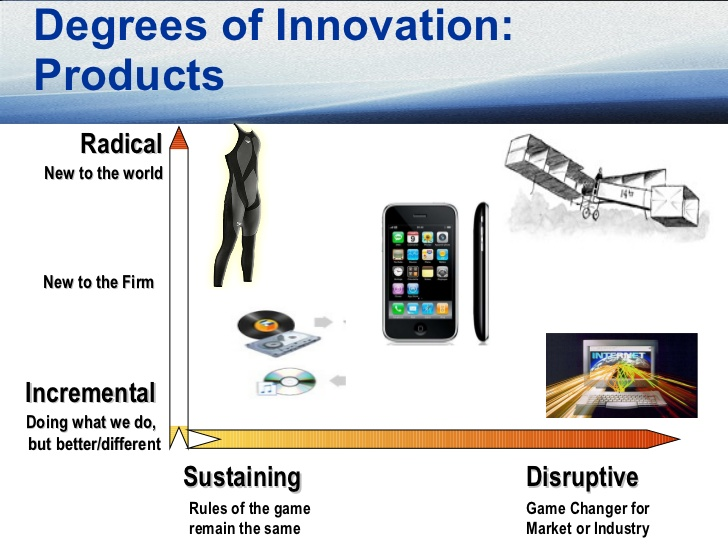 Degrees of Innovation:
Products
Radical
New to the world
New to the Firm
Incremental
Doing what we do,
but better/different
INTERNET
Sustaining
Rules of the game
remain the same
Disruptive
Game Changer for
Market or Industry